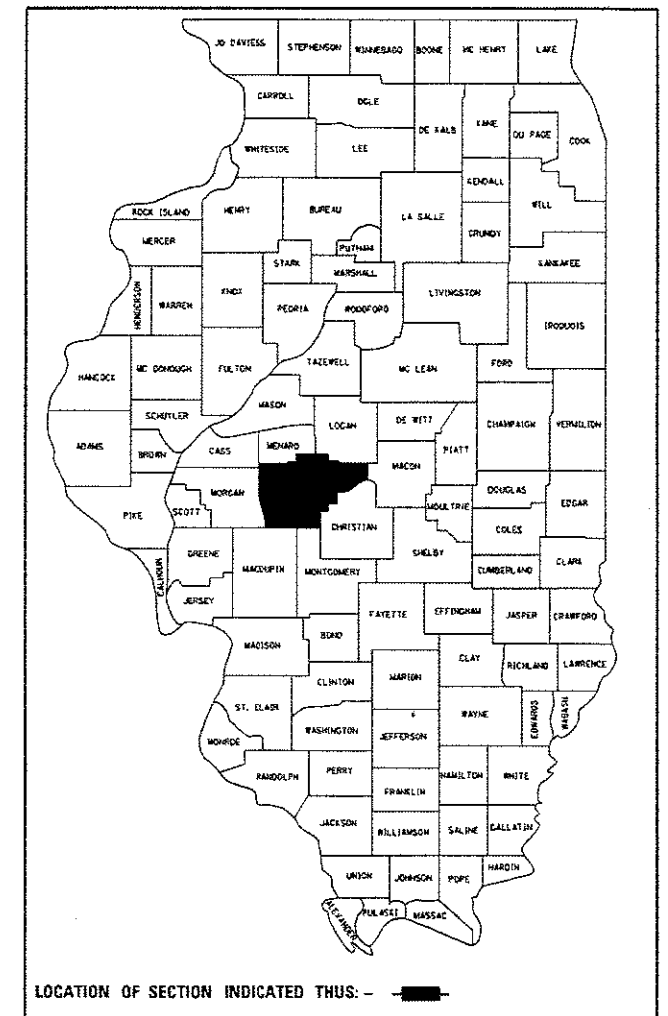 JO DAVIESS STEPHENSON WINNEBAGO BOONE MC HENRY LAKE
CARROLL OGLE DE KALB KANE DU PAGE COOK
WHITESIDE LEE KENDALL WILL
ROCK ISLAND HENRY BUREAU LA SALLE GRUNDY
MERCER PUTNAM KANKAKEE
STARK MARSHALL
HENDERSON WARREN KNOX PEORIA WOODFORD LIVINGSTON IROQUOIS
HANCOCK MC DONOUGH FULTON TAZEWELL MC LEAN FORD
MASON
SCHUYLER LOGAN DE WITT CHAMPAIGN VERMILION
ADAMS BROWN CASS MENARD MACON PIATT
PIKE SCOTT MORGAN CHRISTIAN MOULTRIE DOUGLAS EDGAR
COLES
CALHOUN GREENE MACOUPIN MONTGOMERY SHELBY CUMBERLAND CLARK
JERSEY FAYETTE EFFINGHAM JASPER CRAWFORD
MADISON BOND CLAY RICHLAND LAWRENCE
CLINTON MARION
ST. CLAIR WASHINGTON JEFFERSON WAYNE EDWARDS WABASH
MONROE
RANDOLPH PERRY FRANKLIN HAMILTON WHITE
JACKSON WILLIAMSON SALINE GALLATIN
UNION JOHNSON POPE HARDIN
ALEXANDER PULASKI MASSAC
LOCATION OF SECTION INDICATED THUS: -